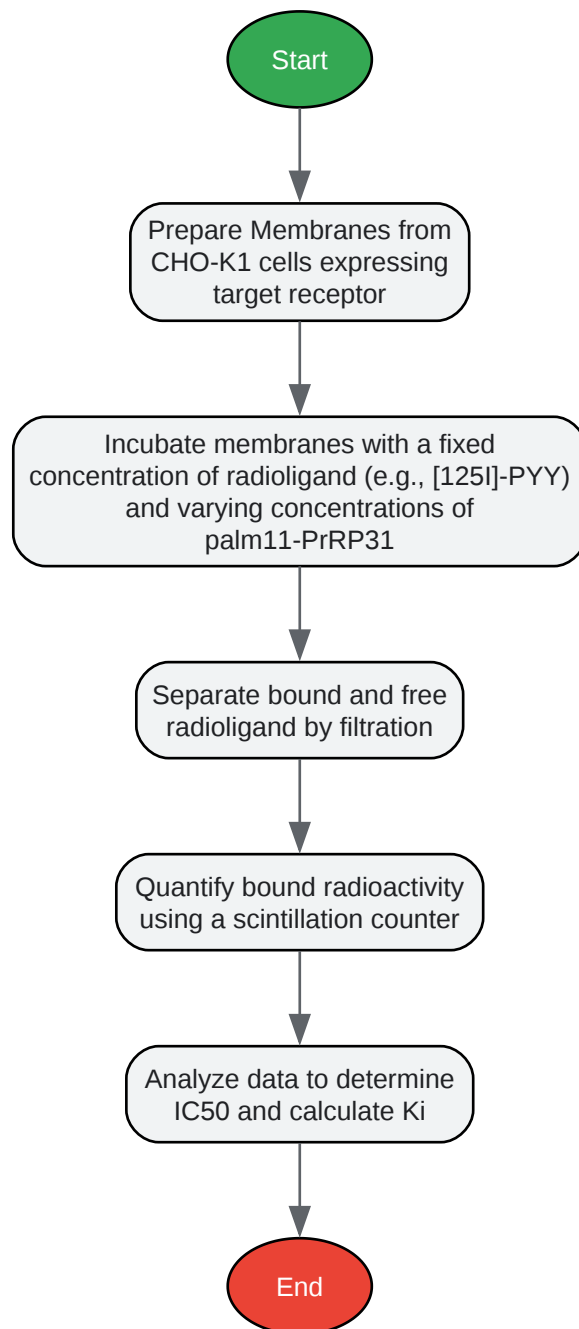 Start
Prepare Membranes from
CHO-K1 cells expressing
target receptor
Incubate membranes with a fixed
concentration of radioligand (e.g., [125I]-PYY)
and varying concentrations of
palm11-PrRP31
Separate bound and free
radioligand by filtration
Quantify bound radioactivity
using a scintillation counter
Analyze data to determine
IC50 and calculate Ki
End